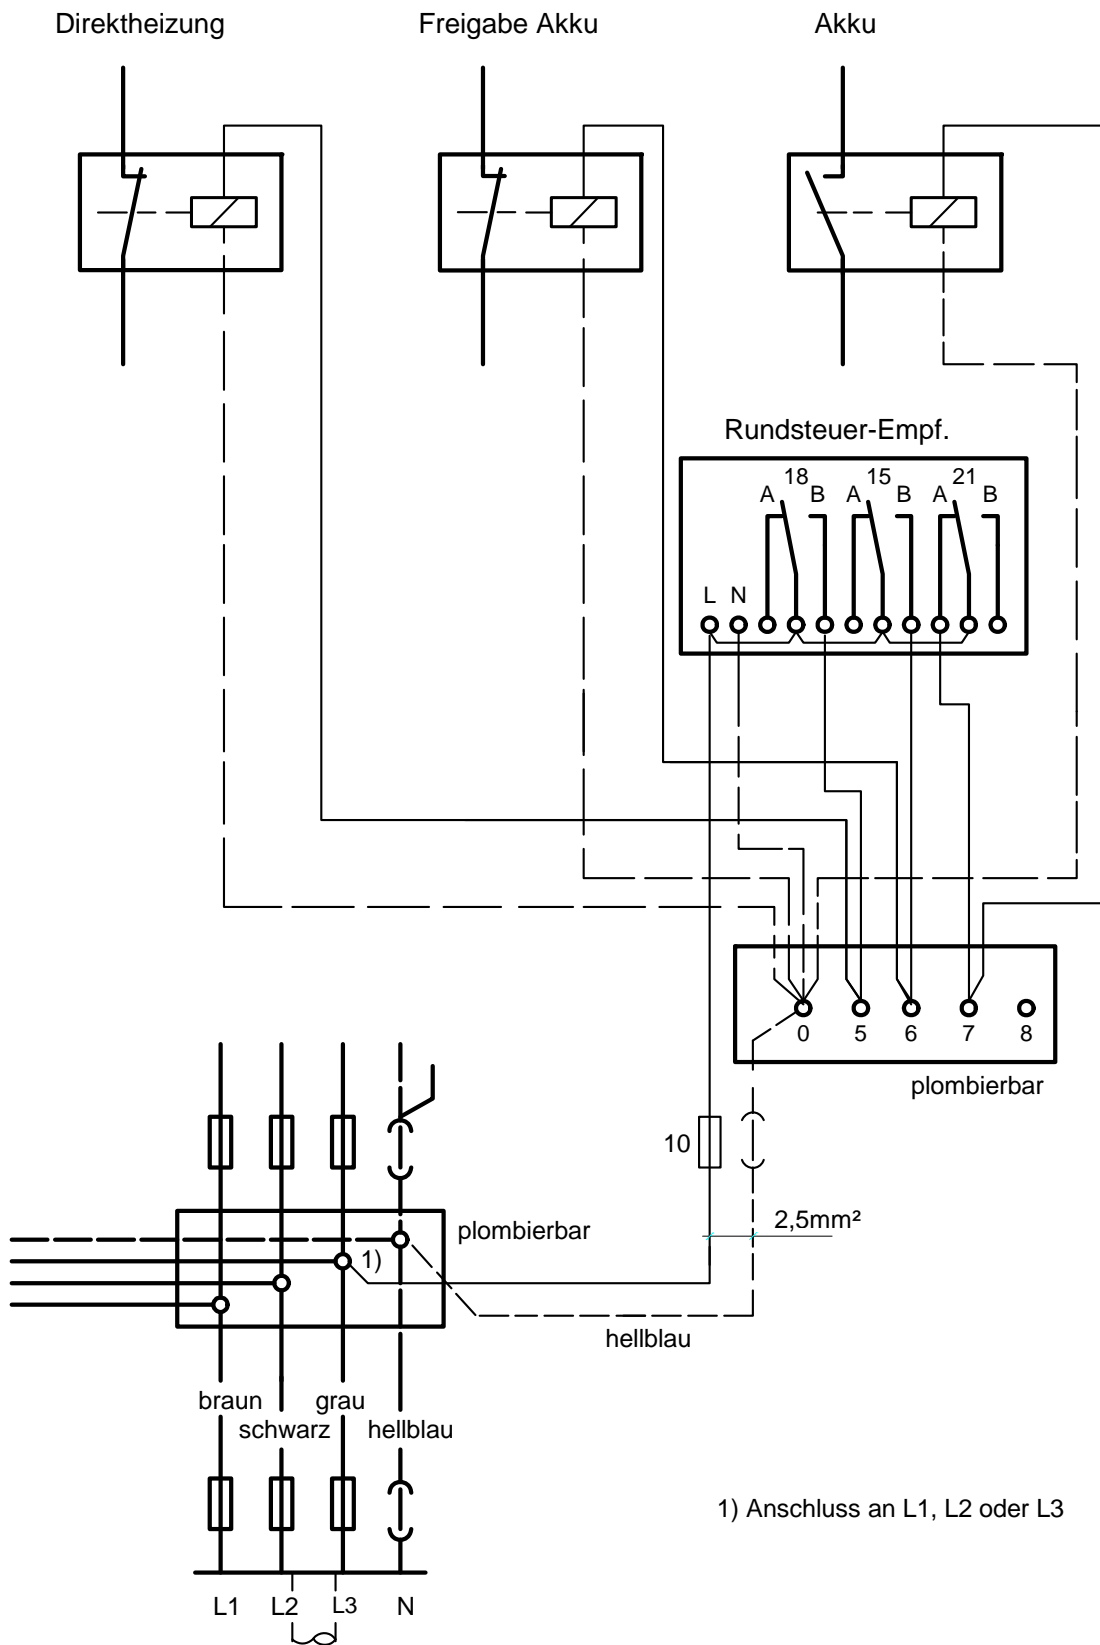 Direktheizung
Freigabe Akku
Akku
Rundsteuer-Empf.
18 15 21
A B A B A B
L N
0 5 6 7 8
plombierbar
10
2,5mm²
plombierbar
1)
hellblau
braun grau
schwarz hellblau
1) Anschluss an L1, L2 oder L3
L1 L2 L3 N